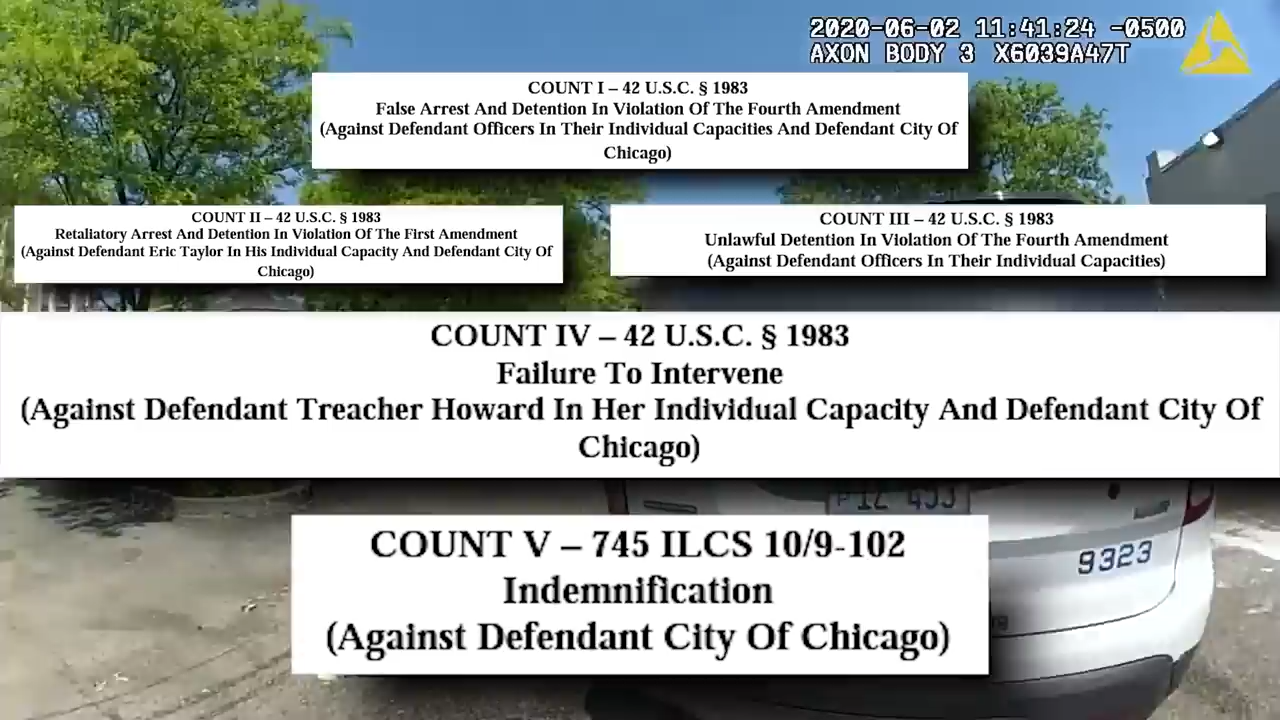 2020-06-02 11:41:24 -0500
AXON BODY 3 X6039A47T
COUNT I – 42 U.S.C. § 1983
False Arrest And Detention In Violation Of The Fourth Amendment
(Against Defendant Officers In Their Individual Capacities And Defendant City Of
Chicago)
COUNT II – 42 U.S.C. § 1983
Retaliatory Arrest And Detention In Violation Of The First Amendment
(Against Defendant Eric Taylor In His Individual Capacity And Defendant City Of
Chicago)
COUNT III – 42 U.S.C. § 1983
Unlawful Detention In Violation Of The Fourth Amendment
(Against Defendant Officers In Their Individual Capacities)
COUNT IV – 42 U.S.C. § 1983
Failure To Intervene
(Against Defendant Treacher Howard In Her Individual Capacity And Defendant City Of
Chicago)
COUNT V – 745 ILCS 10/9-102
Indemnification
(Against Defendant City Of Chicago)
9323